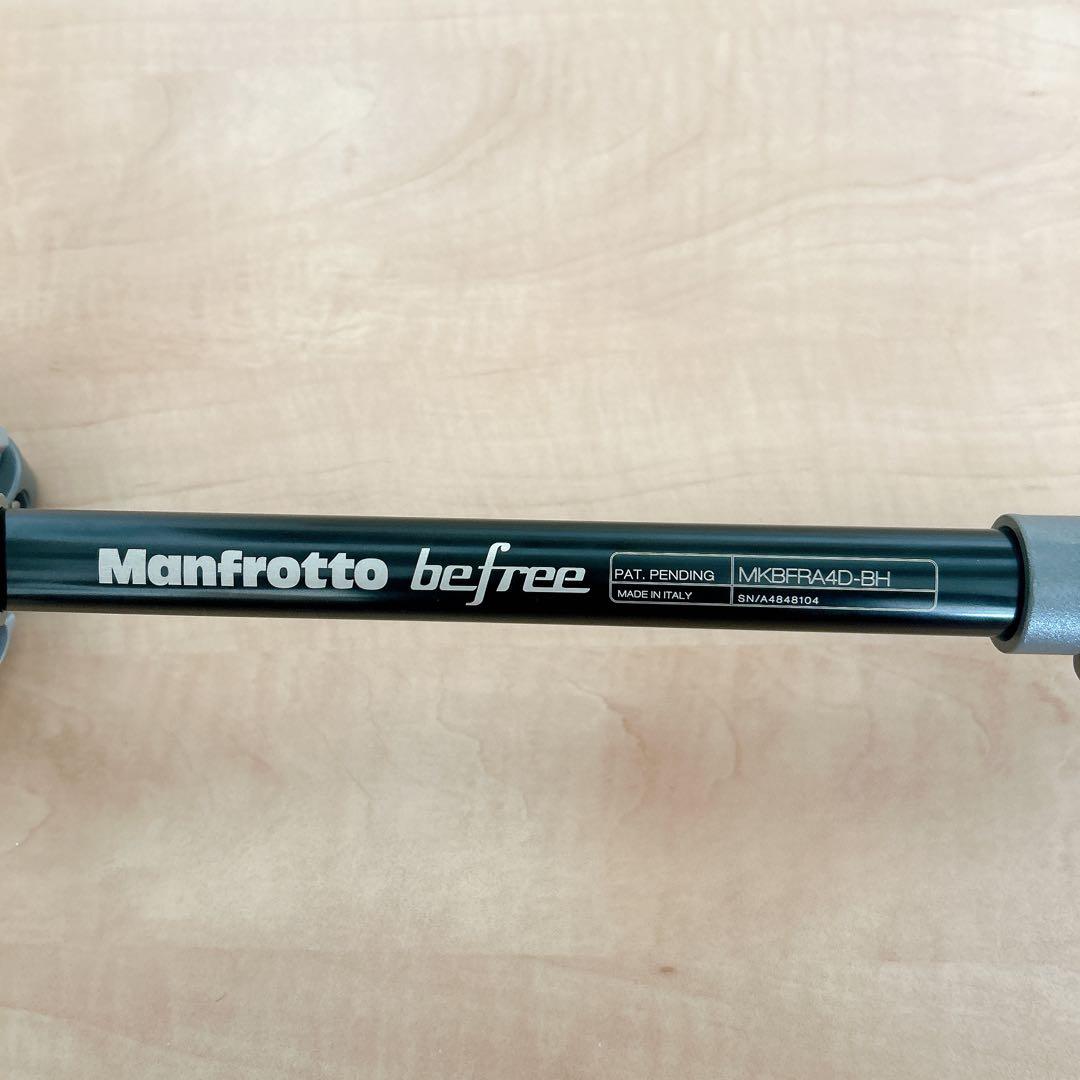 Manfrotto befree
PAT. PENDING MKBFRA4D-BH
MADE IN ITALY SN/A4848104